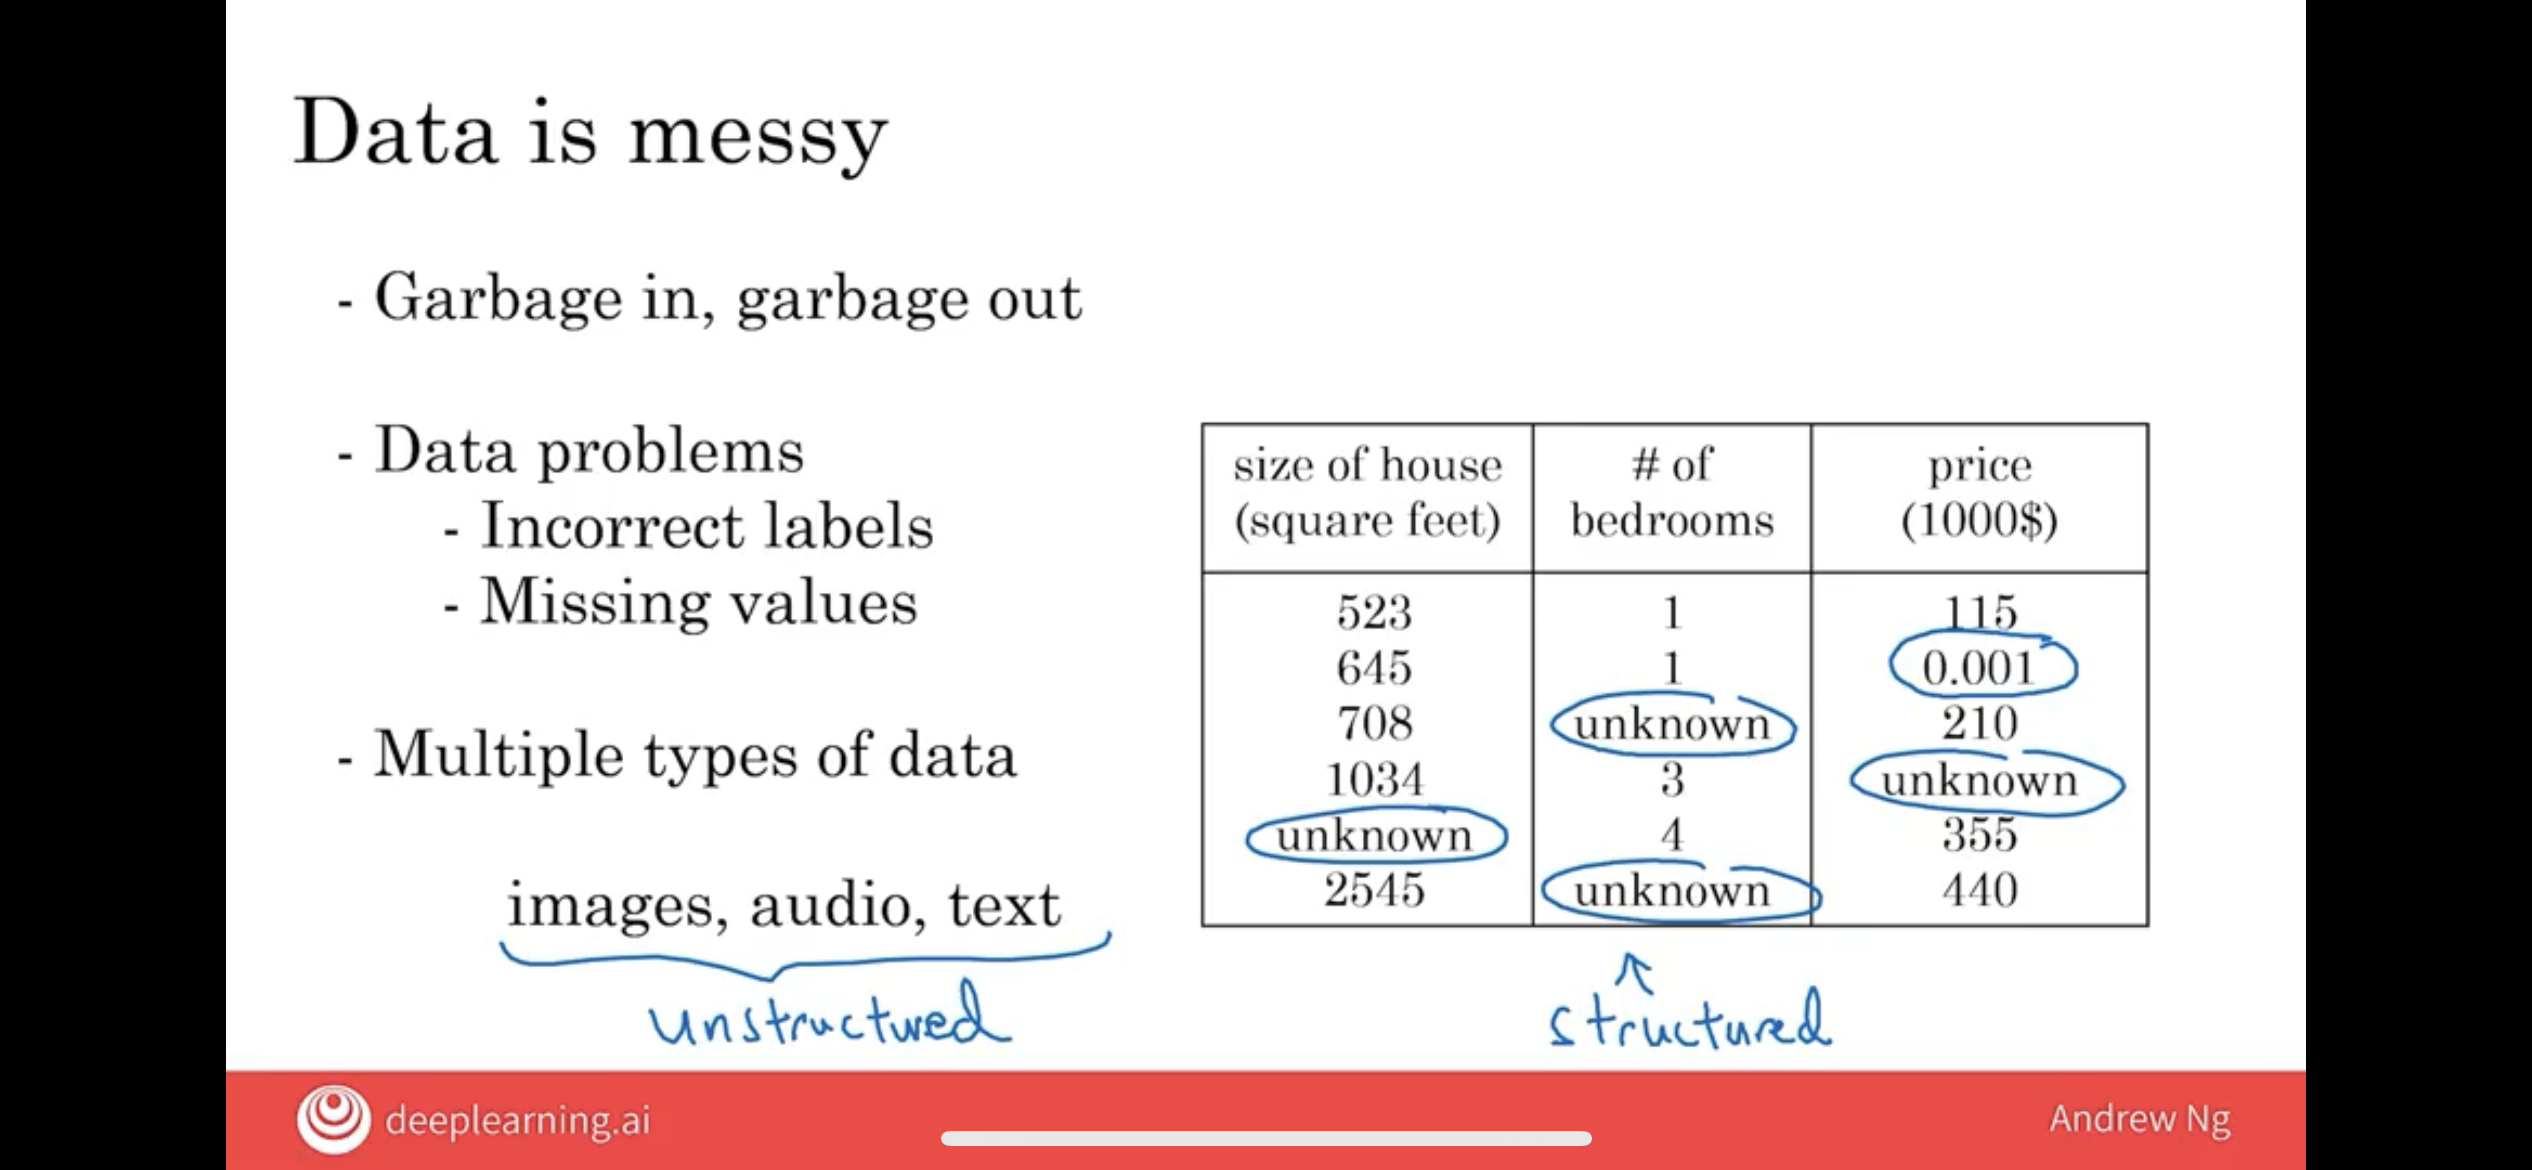 Data is messy
- Garbage in, garbage out
- Data problems
- Incorrect labels
- Missing values
- Multiple types of data
images, audio, text
unstructured
size of house (square feet) # of bedrooms price (1000$)
523 1 115
645 1 0.001
708 unknown 210
1034 3 unknown
unknown 4 355
2545 unknown 440
structured
deeplearning.ai
Andrew Ng